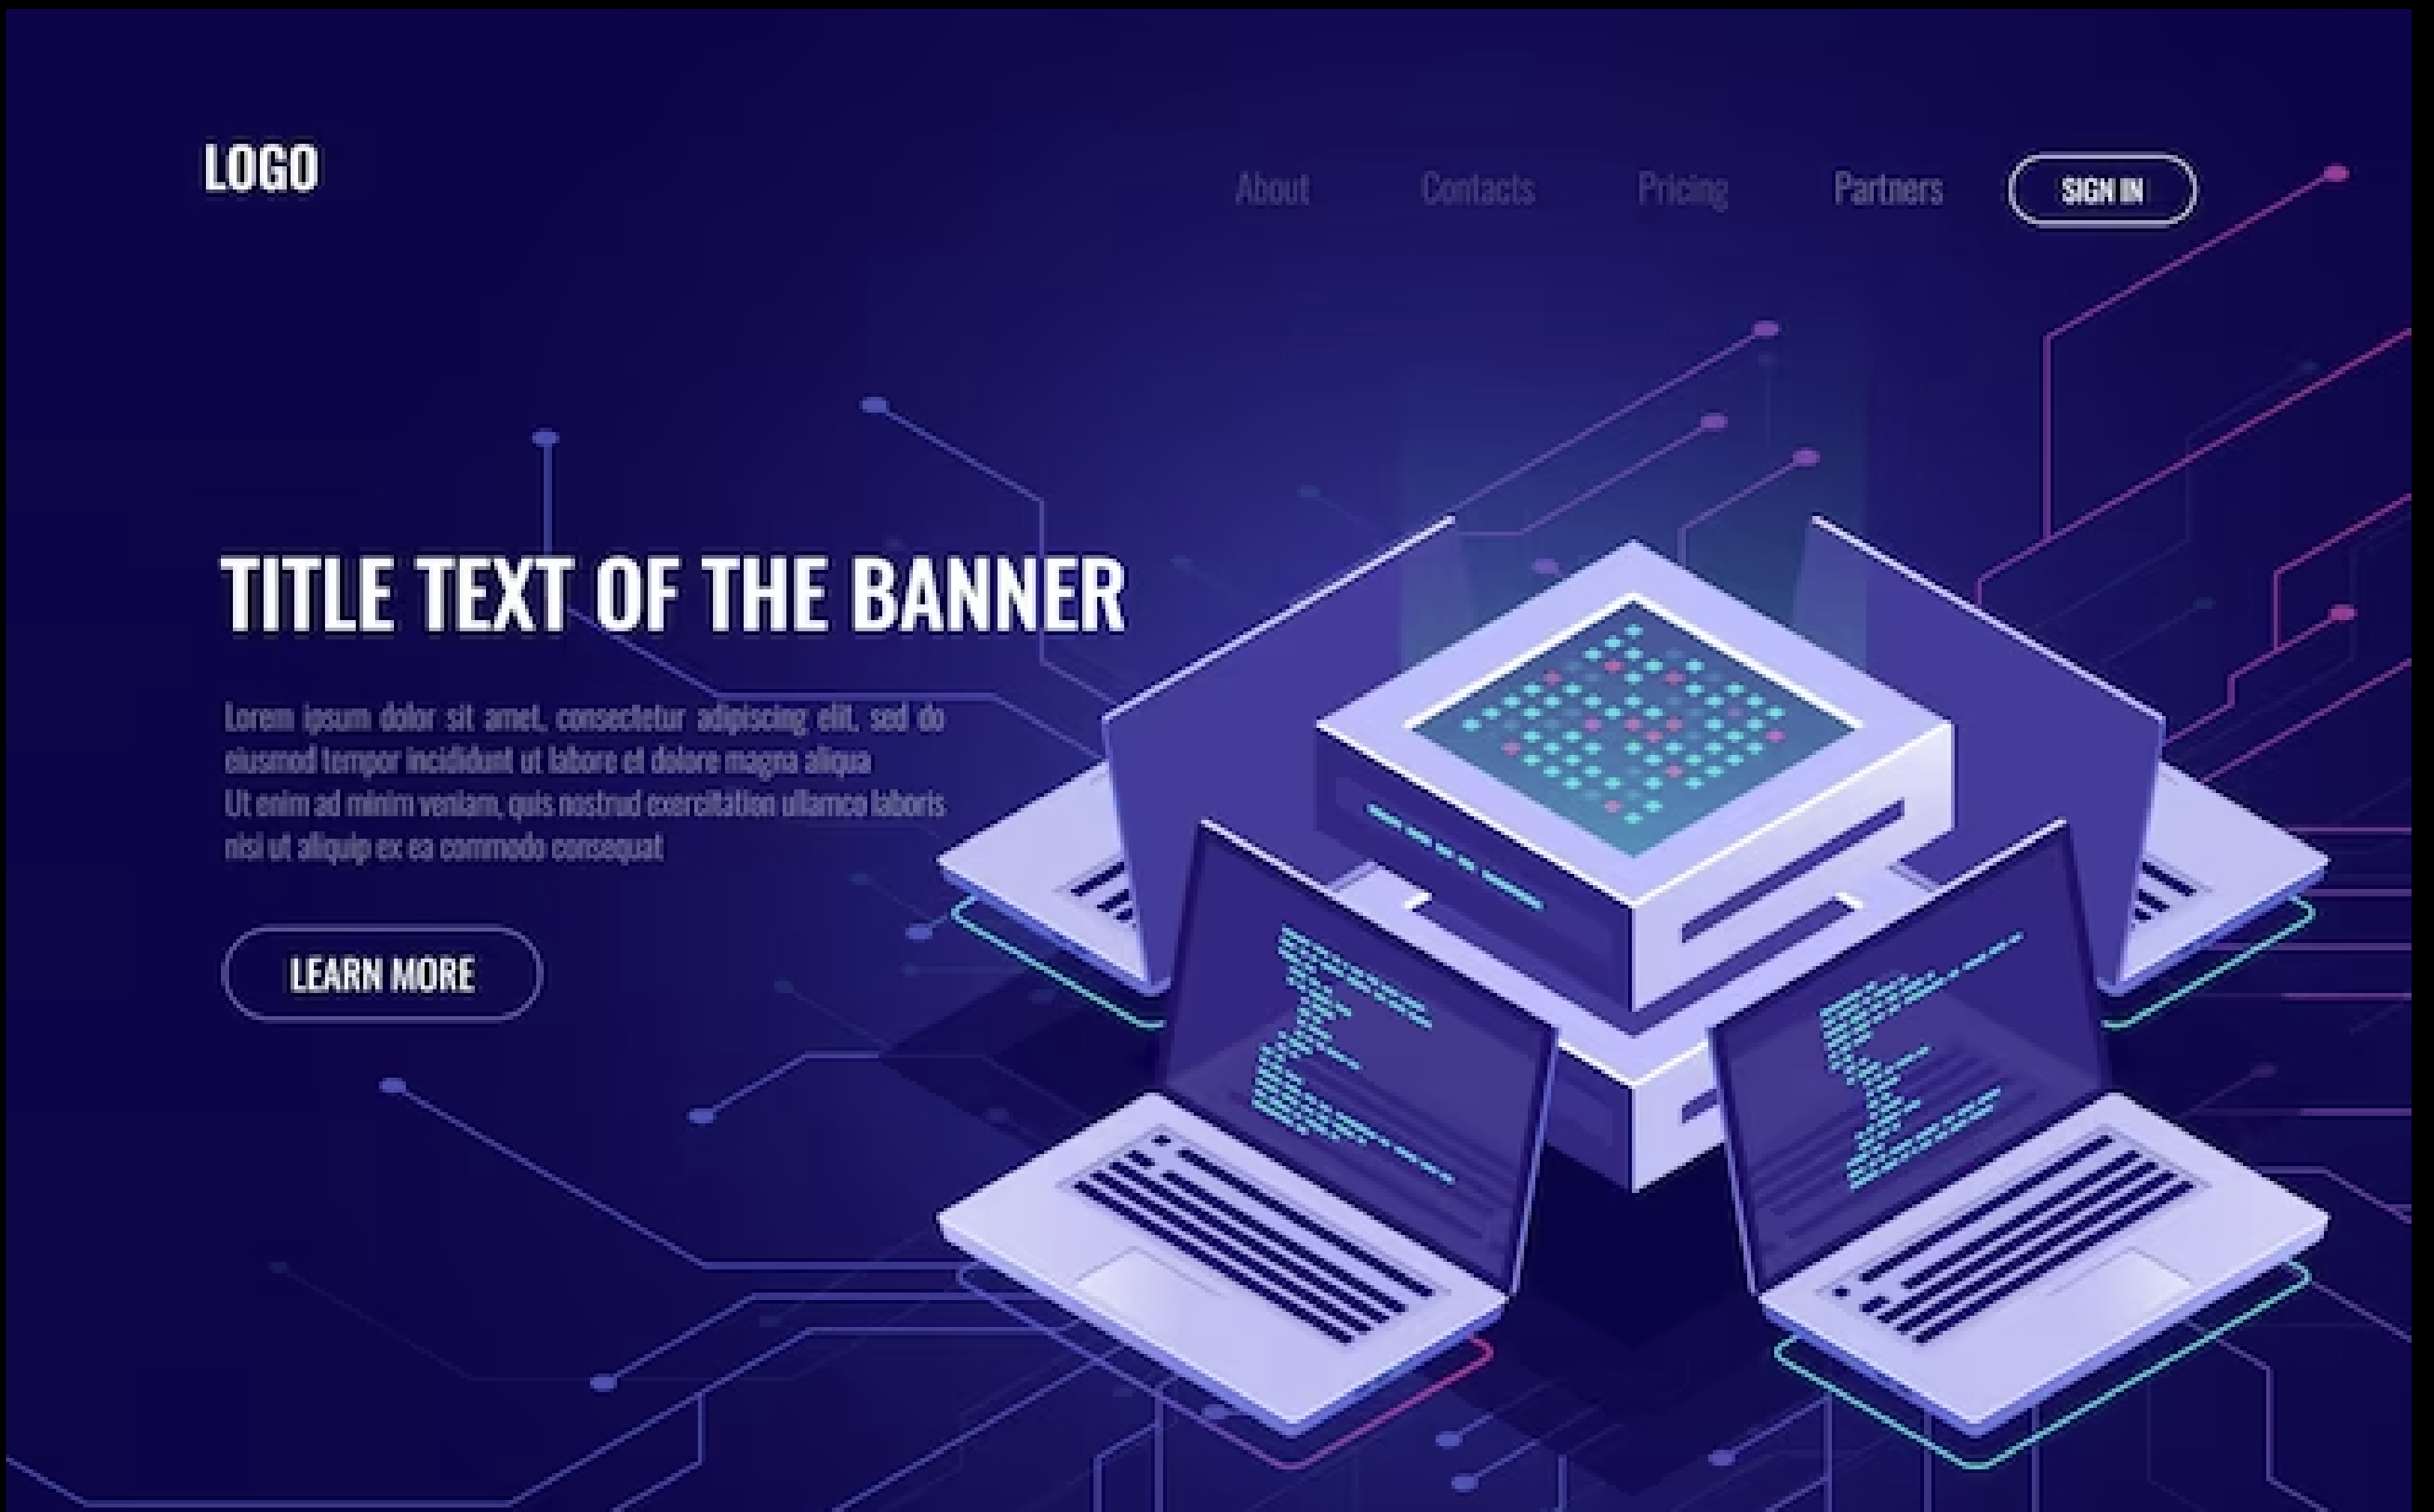 LOGO
About Contacts Pricing Partners SIGN IN
TITLE TEXT OF THE BANNER
Lorem ipsum dolor sit amet, consectetur adipiscing elit, sed do
eiusmod tempor incididunt ut labore et dolore magna aliqua
Ut enim ad minim veniam, quis nostrud exercitation ullamco laboris
nisi ut aliquip ex ea commodo consequat
LEARN MORE